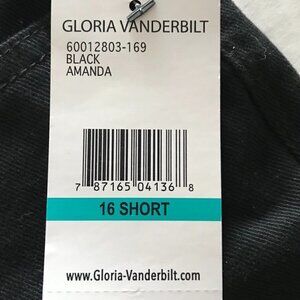 GLORIA VANDERBILT
60012803-169
BLACK
AMANDA
7 87165 04136 8
16 SHORT
www.Gloria-Vanderbilt.com